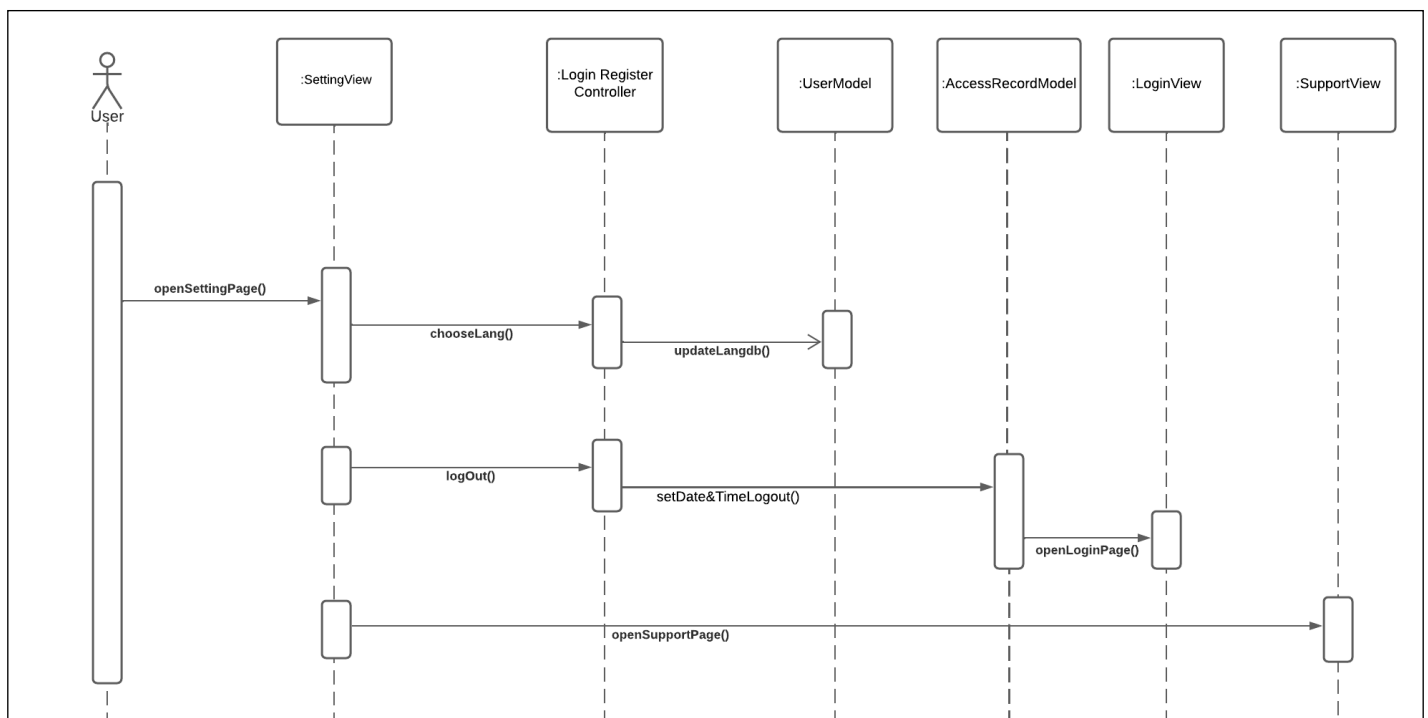 User
:SettingView
:Login Register
Controller
:UserModel
:AccessRecordModel
:LoginView
:SupportView
openSettingPage()
chooseLang()
updateLangdb()
logOut()
setDate&TimeLogout()
openLoginPage()
openSupportPage()